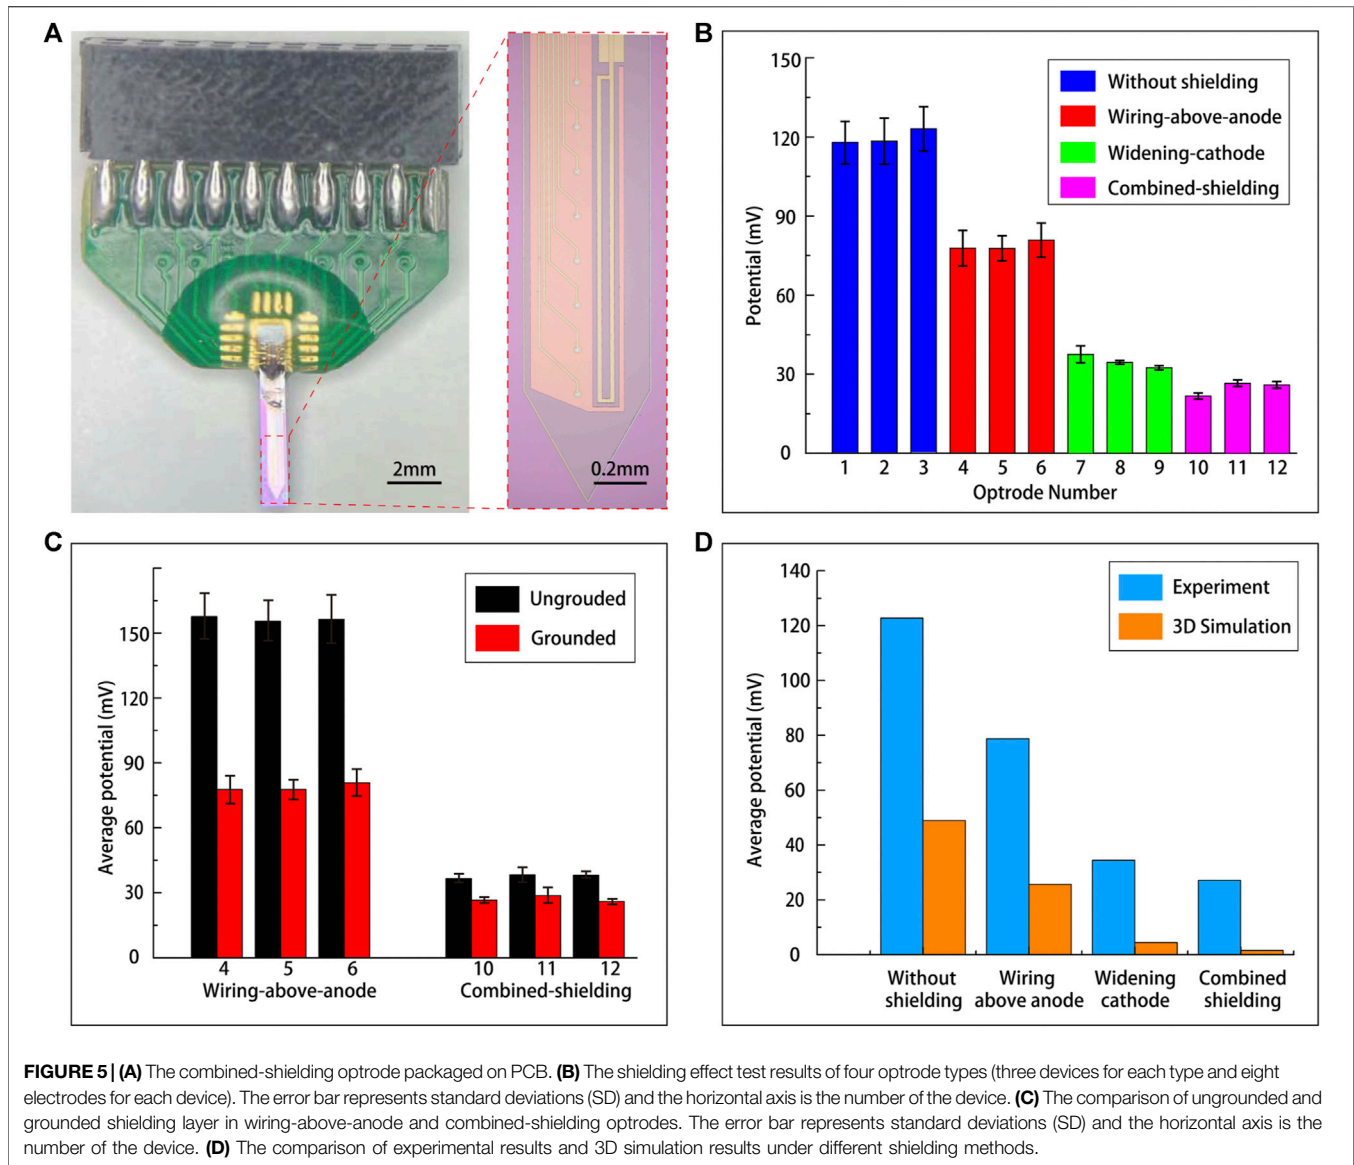 A
2mm
0.2mm
B
150
120
90
60
30
0
Potential (mV)
Without shielding
Wiring-above-anode
Widening-cathode
Combined-shielding
1 2 3 4 5 6 7 8 9 10 11 12
Optrode Number
C
150
120
90
60
30
0
Average potential (mV)
Ungrouded
Grounded
4 5 6 10 11 12
Wiring-above-anode Combined-shielding
D
140
120
100
80
60
40
20
0
Average potential (mV)
Experiment
3D Simulation
Without Wiring Widening Combined
shielding above anode cathode shielding
FIGURE 5 | (A) The combined-shielding optrode packaged on PCB. (B) The shielding effect test results of four optrode types (three devices for each type and eight
electrodes for each device). The error bar represents standard deviations (SD) and the horizontal axis is the number of the device. (C) The comparison of ungrounded and
grounded shielding layer in wiring-above-anode and combined-shielding optrodes. The error bar represents standard deviations (SD) and the horizontal axis is the
number of the device. (D) The comparison of experimental results and 3D simulation results under different shielding methods.